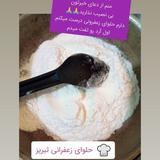 منم از دعای خیرتون
بی نصیب نذارید🙏🙏
دارم حلوای زعفرونی درست میکنم
اول آرد رو تفت میدم
حلوای زعفرانی تبریز